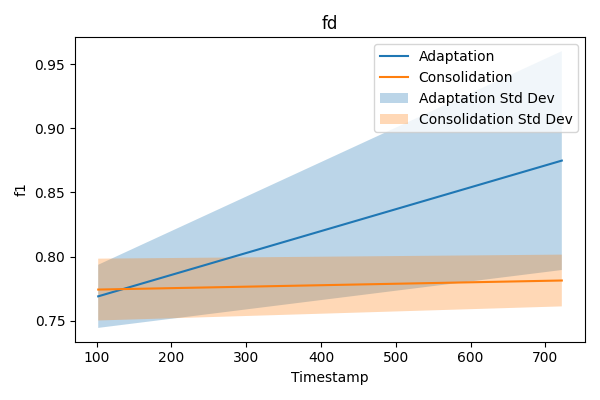 fd
Adaptation
Consolidation
Adaptation Std Dev
Consolidation Std Dev
f1
0.95
0.90
0.85
0.80
0.75
100 200 300 400 500 600 700
Timestamp